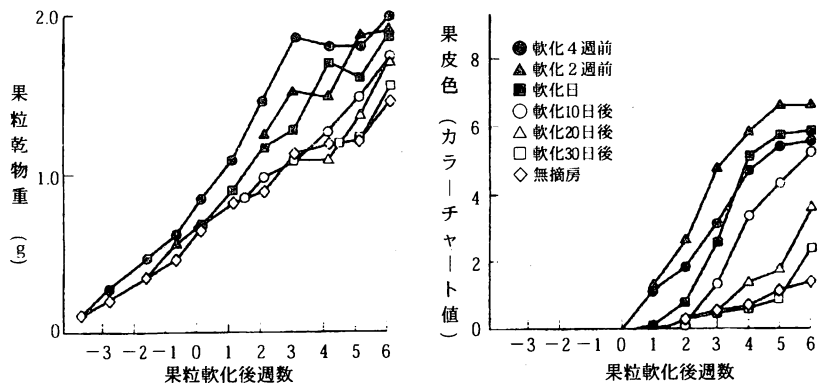 果粒乾物重 (g)
2.0
1.0
0
-3 -2 -1 0 1 2 3 4 5 6
果粒軟化後週数
果皮色 (カラーチャート値)
8
6
4
2
0
-3 -2 -1 0 1 2 3 4 5 6
果粒軟化後週数
軟化4週前
軟化2週前
軟化日
軟化10日後
軟化20日後
軟化30日後
無摘房